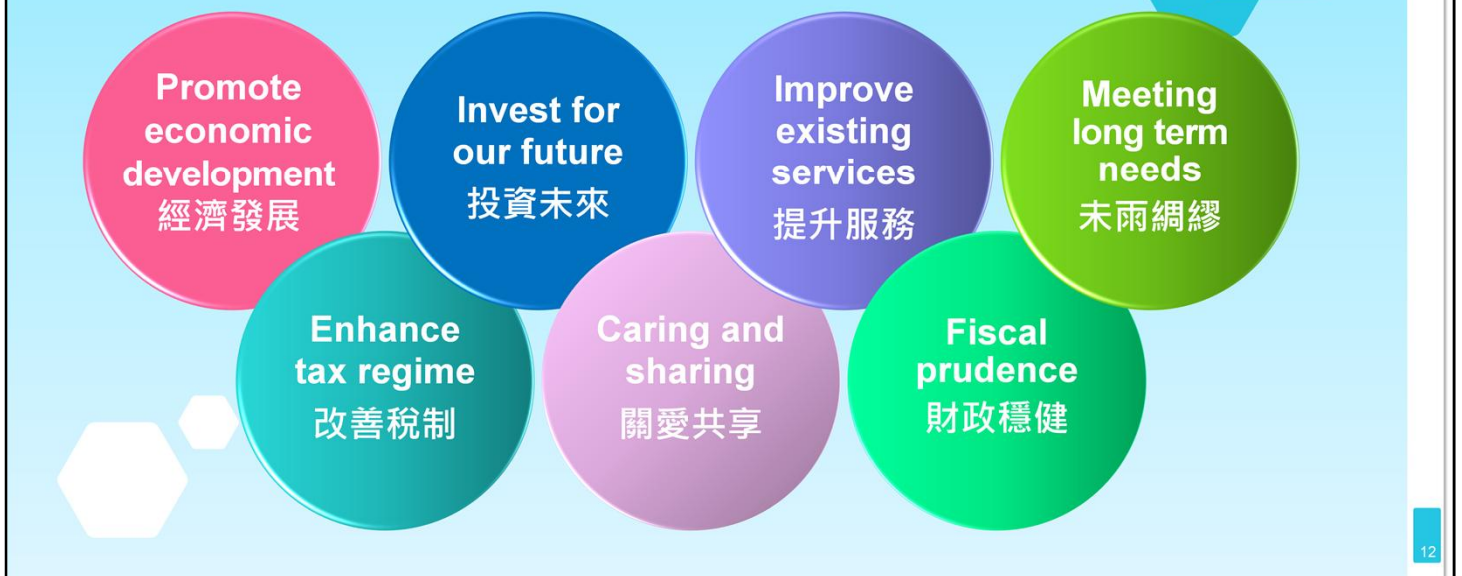 Promote
economic
development
經濟發展
Invest for
our future
投資未來
Improve
existing
services
提升服務
Meeting
long term
needs
未雨綢繆
Enhance
tax regime
改善稅制
Caring and
sharing
關愛共享
Fiscal
prudence
財政穩健
12